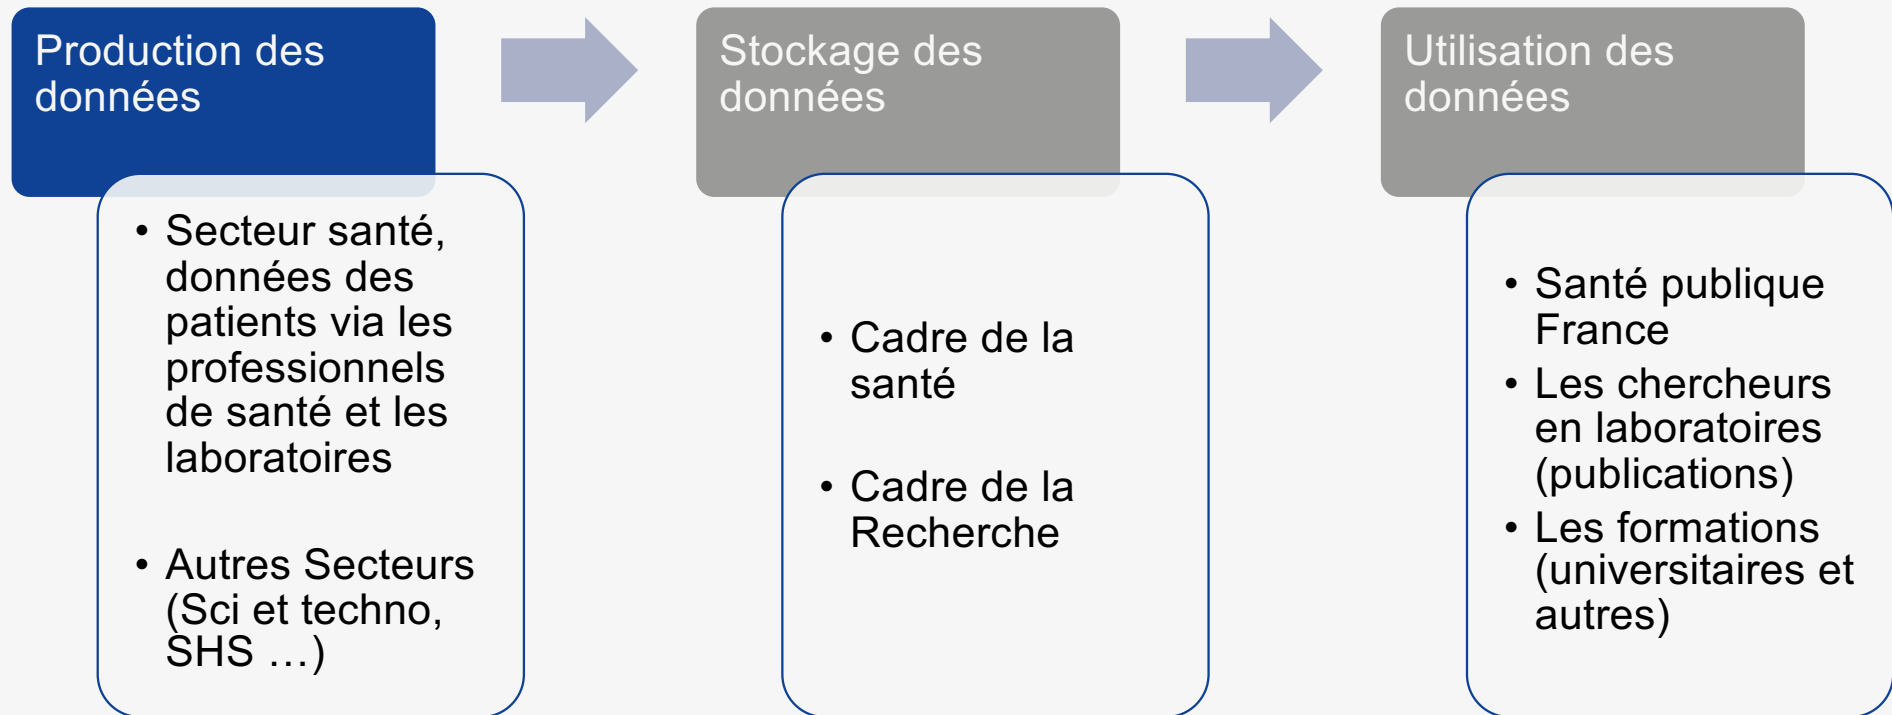 Production des
données
• Secteur santé,
données des
patients via les
professionnels
de santé et les
laboratoires
• Autres Secteurs
(Sci et techno,
SHS …)
Stockage des
données
• Cadre de la
santé
• Cadre de la
Recherche
Utilisation des
données
• Santé publique
France
• Les chercheurs
en laboratoires
(publications)
• Les formations
(universitaires et
autres)